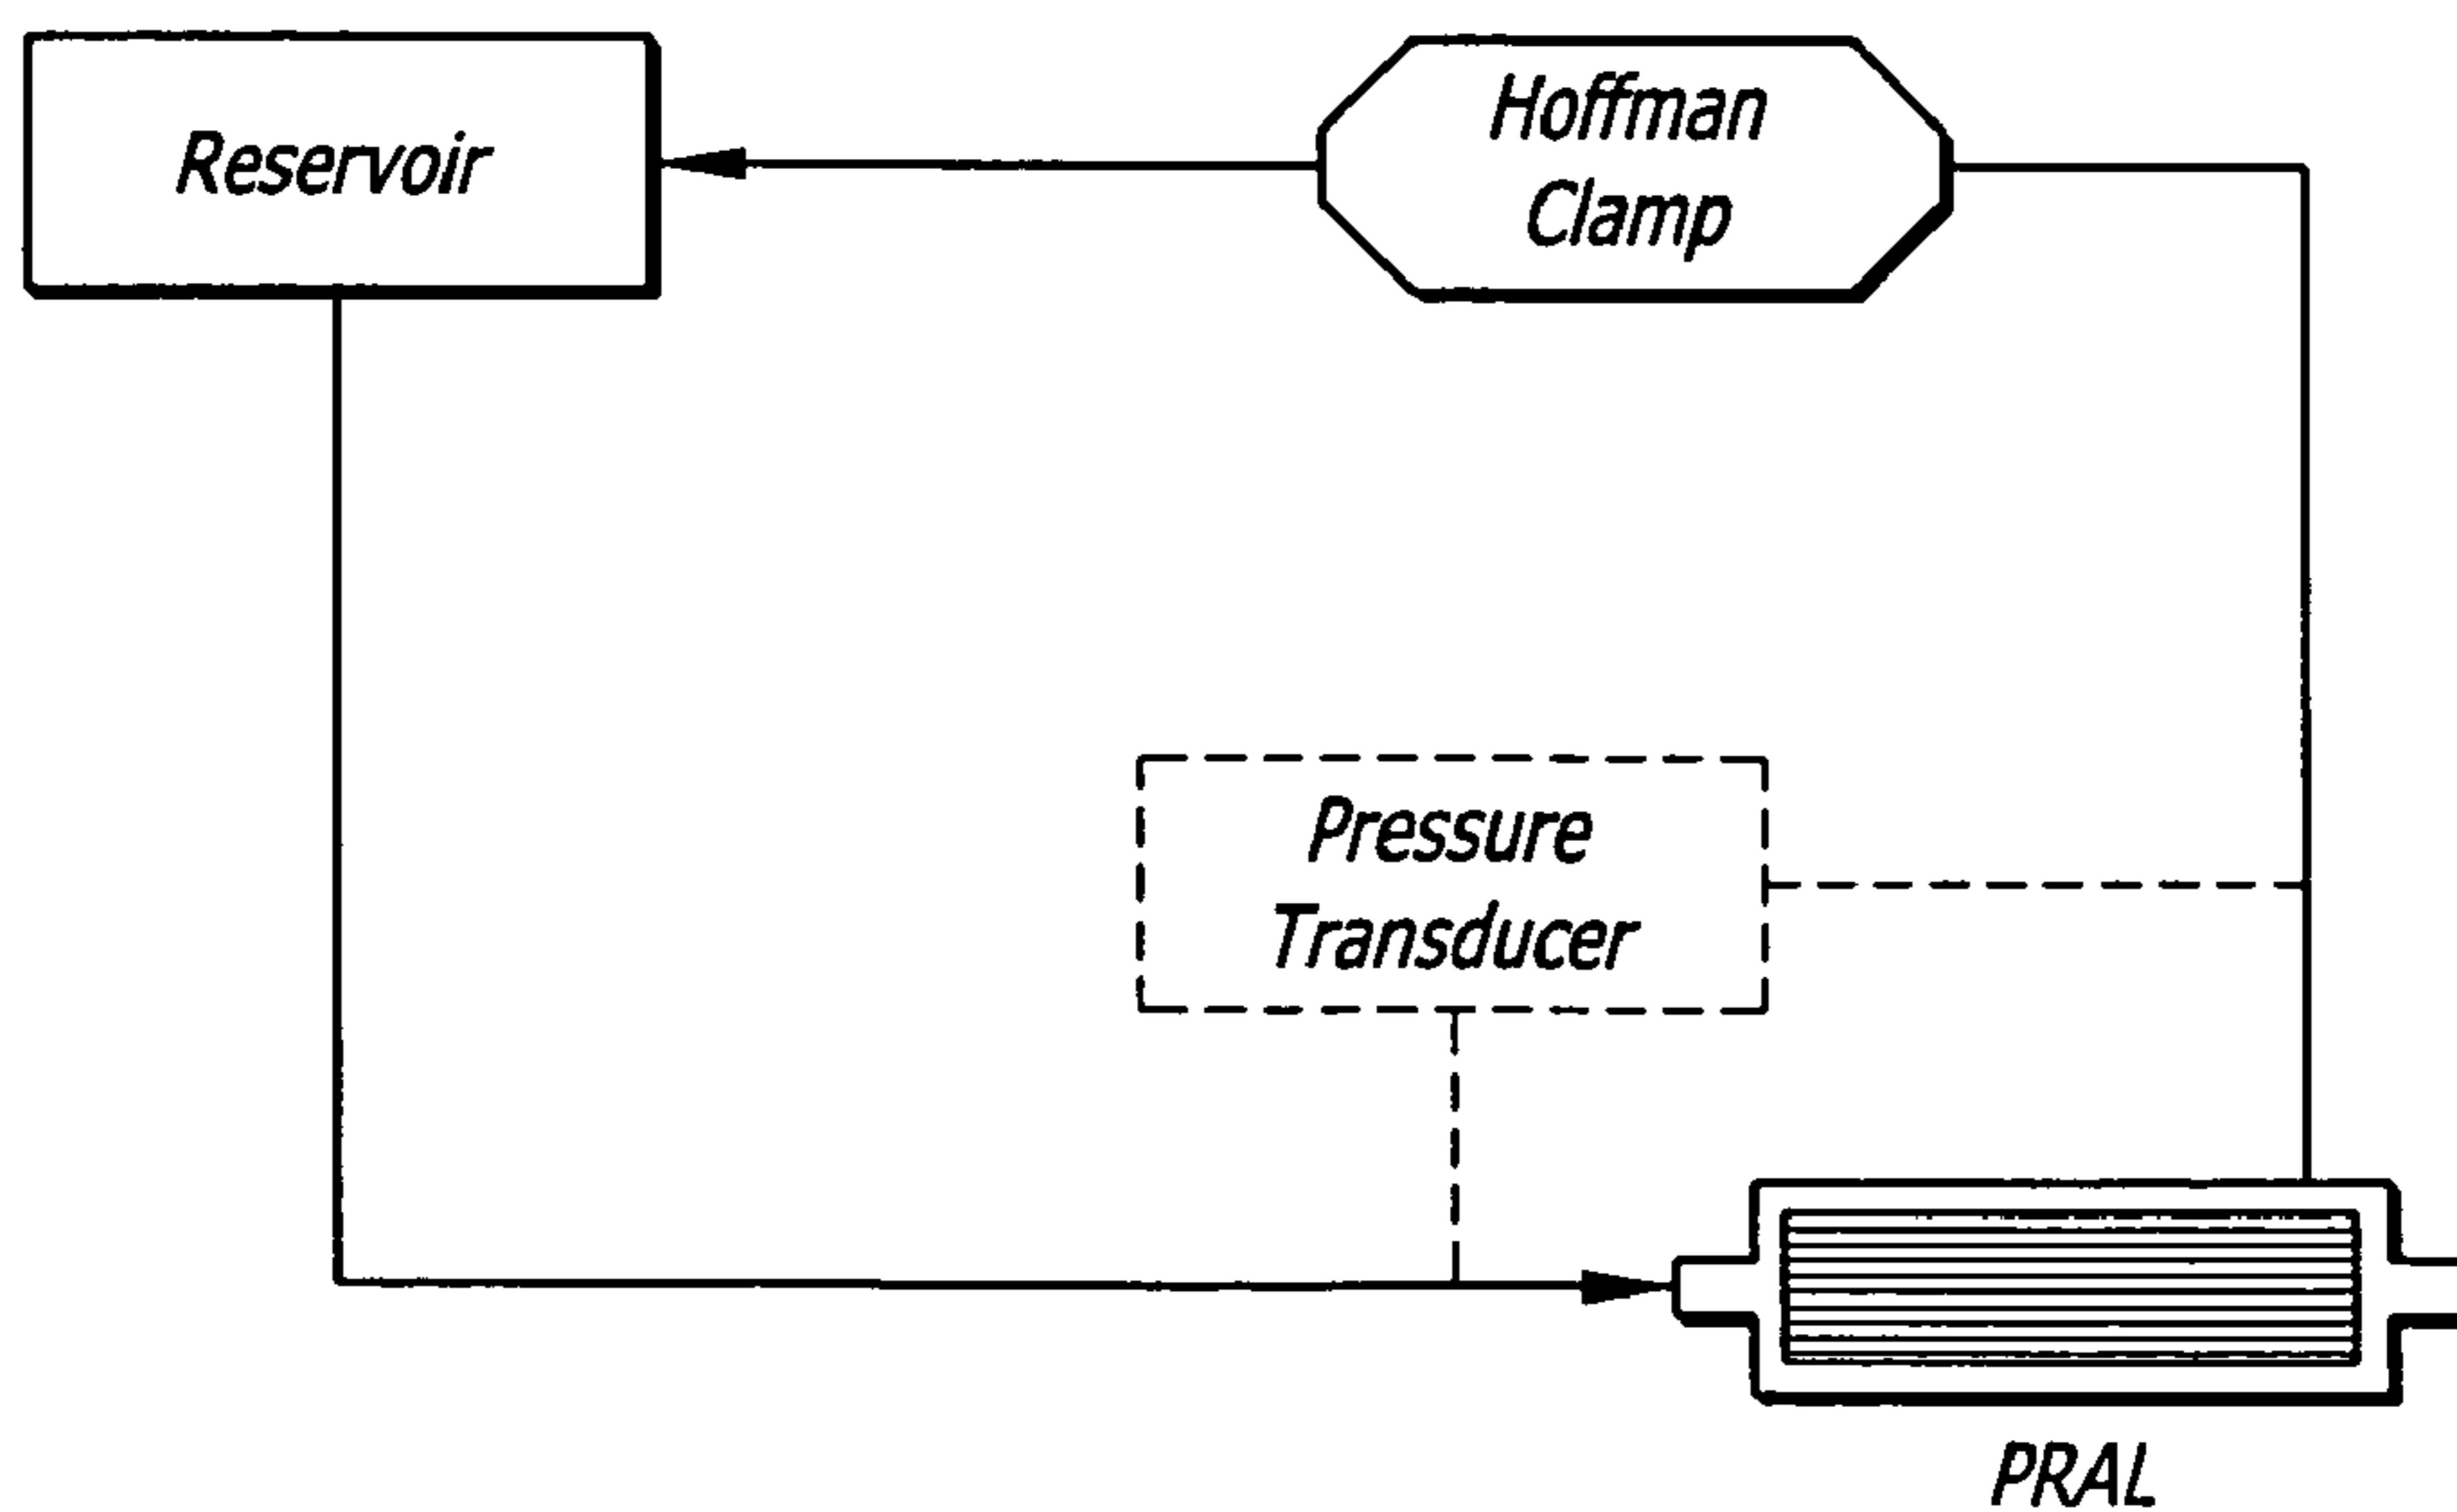 Reservoir
Hoffman
Clamp
Pressure
Transducer
PRAL